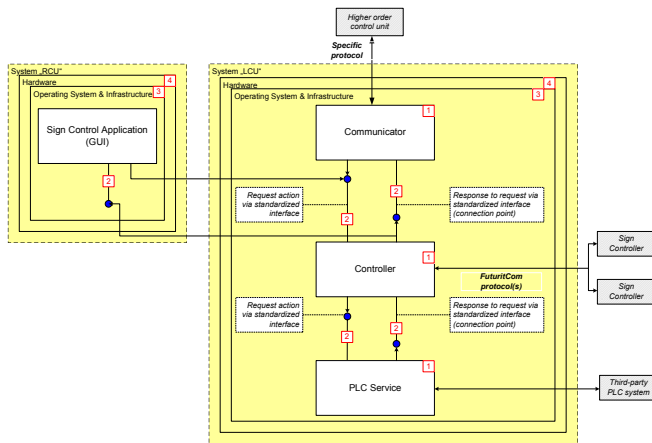 Higher order
control unit
Specific
protocol
System „RCU“
4
Hardware
3
Operating System & Infrastructure
Sign Control Application
(GUI)
2
System „LCU“
4
Hardware
3
Operating System & Infrastructure
1
Communicator
2
Request action
via standardized
interface
Response to request via
standardized interface
(connection point)
2
1
Controller
FuturitCom
protocol(s)
Sign
Controller
Sign
Controller
Request action
via standardized
interface
Response to request via
standardized interface
(connection point)
2
2
1
PLC Service
Third-party
PLC system